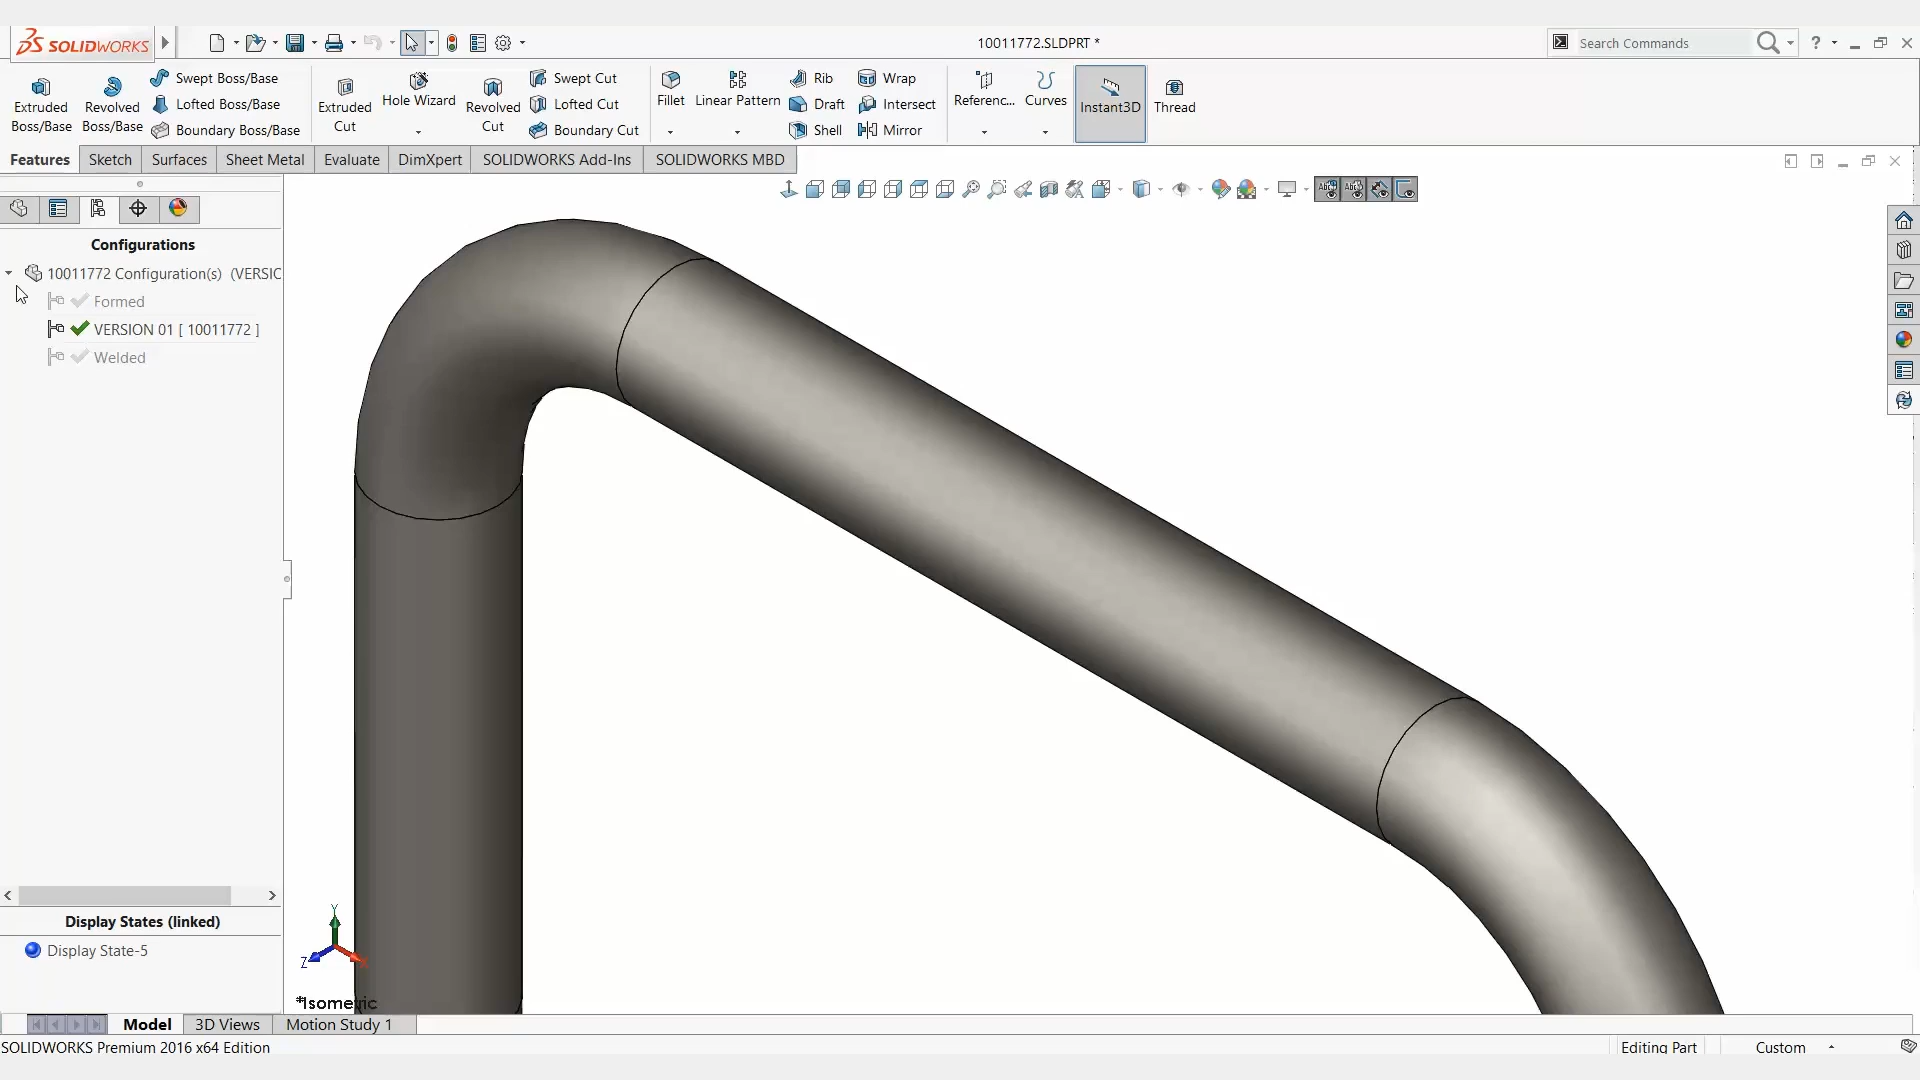 SOLIDWORKS
10011772.SLDPRT *
Search Commands
?
Extruded Boss/Base
Revolved Boss/Base
Swept Boss/Base
Lofted Boss/Base
Boundary Boss/Base
Extruded Cut
Hole Wizard
Revolved Cut
Swept Cut
Lofted Cut
Boundary Cut
Fillet
Linear Pattern
Rib
Draft
Shell
Wrap
Intersect
Mirror
Referenc...
Curves
Instant3D
Thread
Features
Sketch
Surfaces
Sheet Metal
Evaluate
DimXpert
SOLIDWORKS Add-Ins
SOLIDWORKS MBD
Configurations
10011772 Configuration(s) (VERSIC
Formed
VERSION 01 [ 10011772 ]
Welded
Display States (linked)
Display State-5
Y
Z
X
*Isometric
Model
3D Views
Motion Study 1
SOLIDWORKS Premium 2016 x64 Edition
Editing Part
Custom